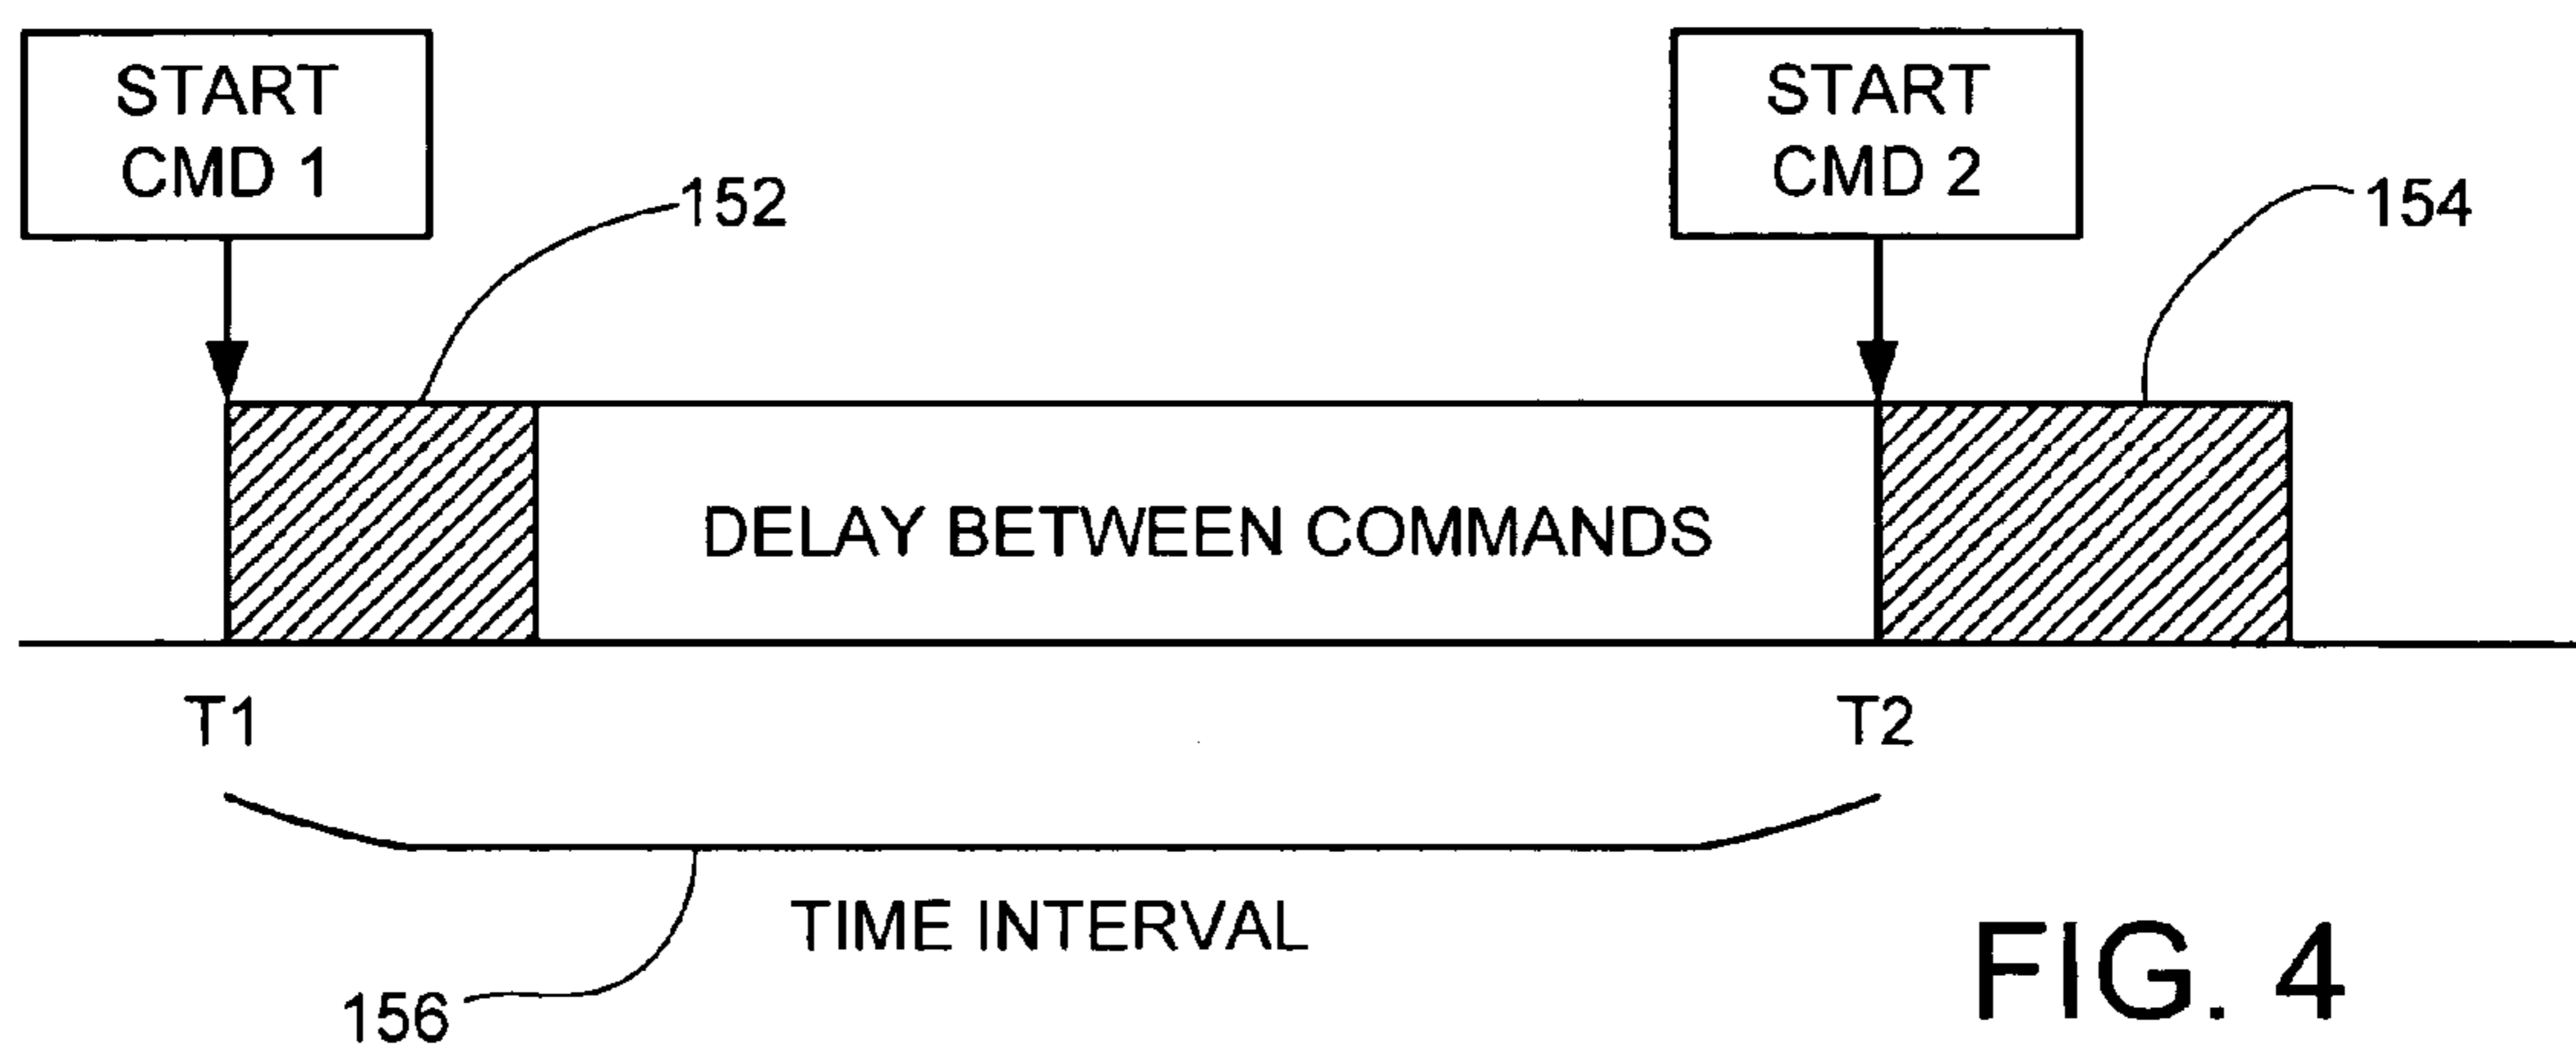 START
CMD 1
START
CMD 2
152
154
DELAY BETWEEN COMMANDS
T1
T2
TIME INTERVAL
156
FIG. 4